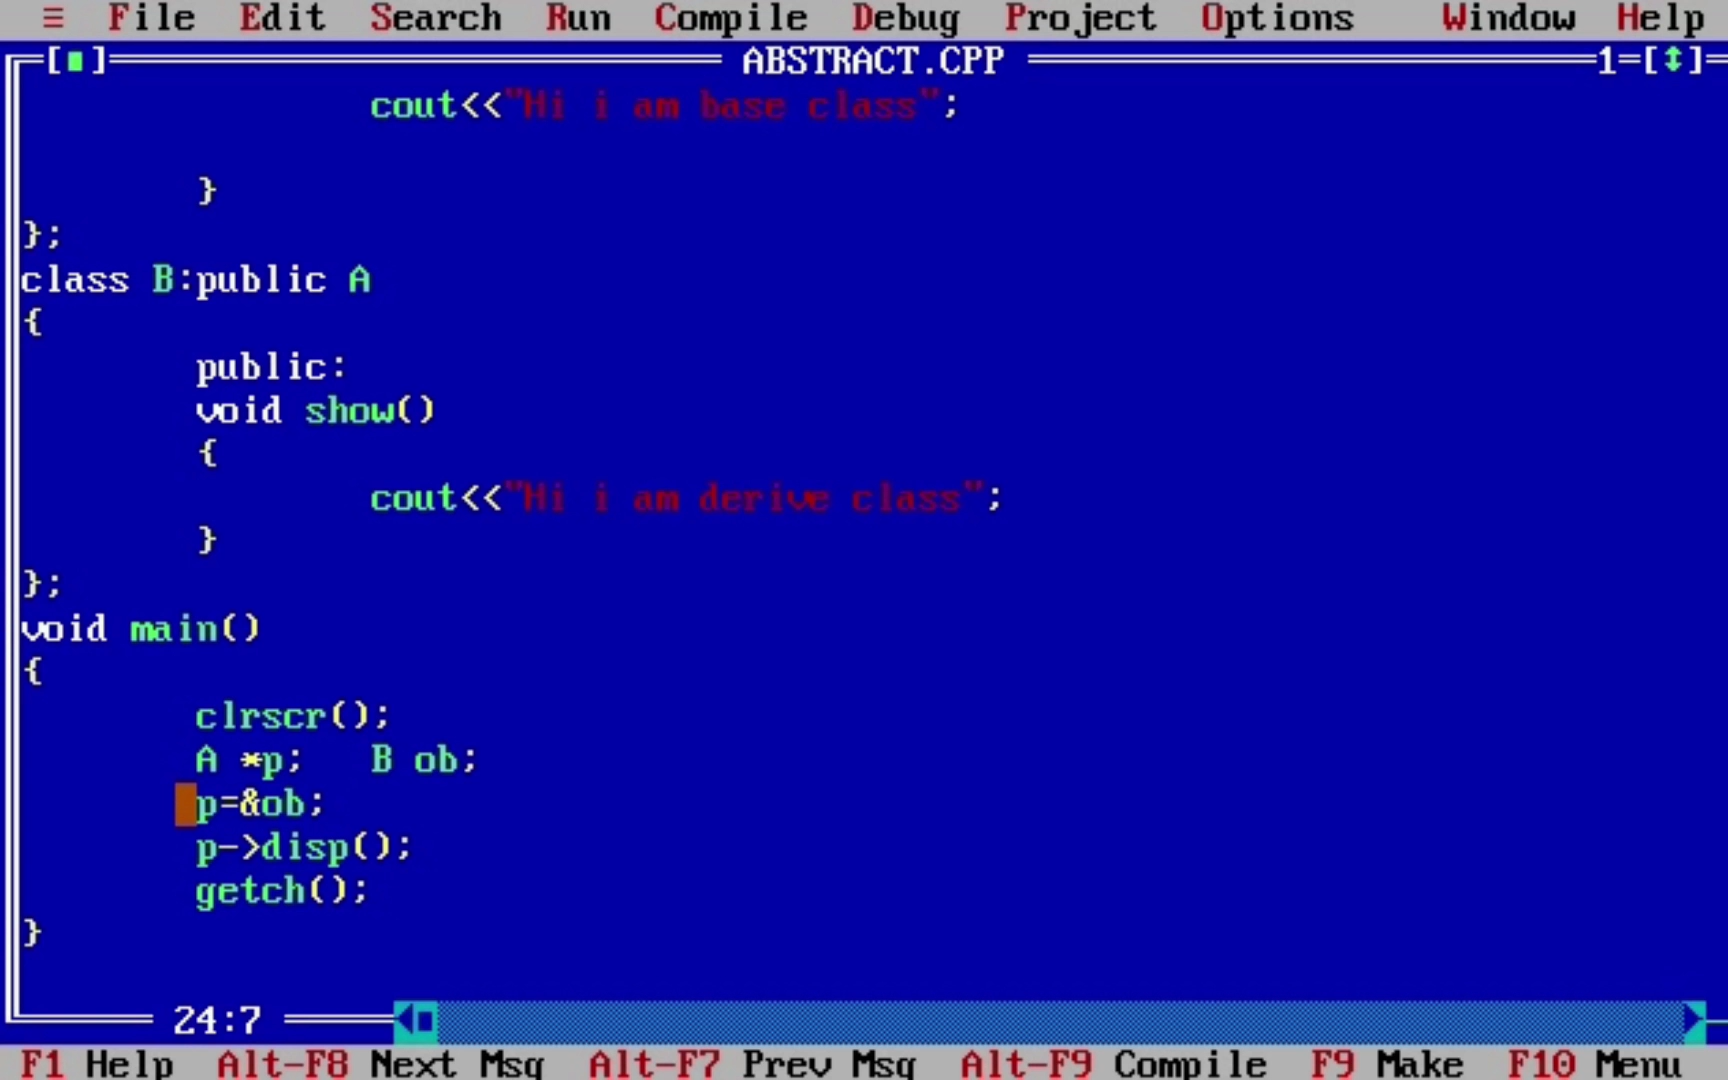 ≡ File Edit Search Run Compile Debug Project Options Window Help
[■] ABSTRACT.CPP 1=[↕]
cout<<"Hi i am base class";
}
};
class B:public A
{
public:
void show()
{
cout<<"Hi i am derive class";
}
};
void main()
{
clrscr();
A *p; B ob;
p=&ob;
p->disp();
getch();
}
24:7
F1 Help Alt-F8 Next Msg Alt-F7 Prev Msg Alt-F9 Compile F9 Make F10 Menu